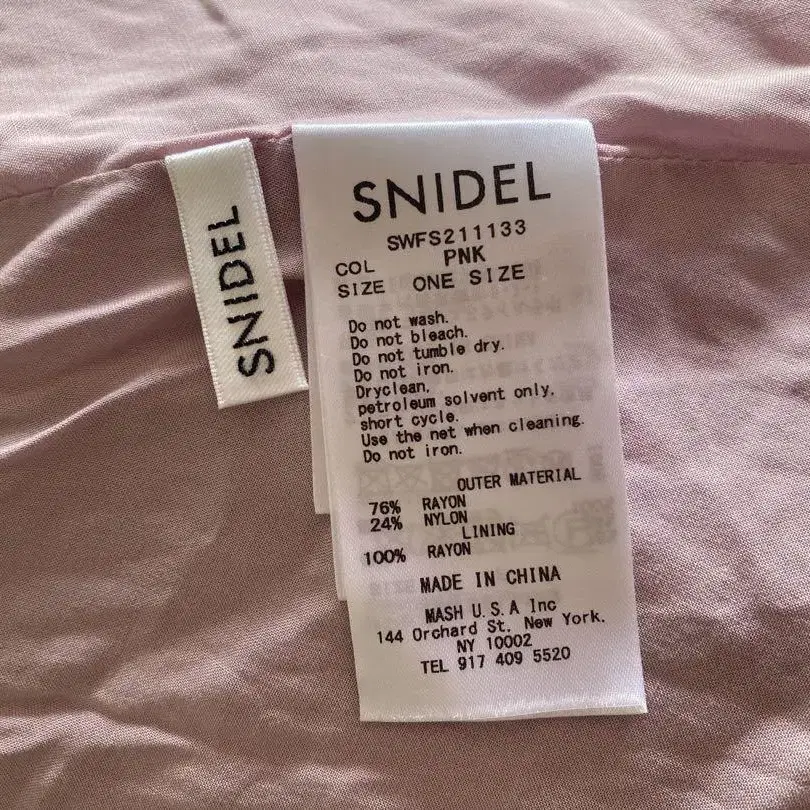 SNIDEL
SNIDEL
SWFS211133
COL PNK
SIZE ONE SIZE
Do not wash.
Do not bleach.
Do not tumble dry.
Do not iron.
Dryclean,
petroleum solvent only,
short cycle.
Use the net when cleaning.
Do not iron.
OUTER MATERIAL
76% RAYON
24% NYLON
LINING
100% RAYON
MADE IN CHINA
MASH U.S.A Inc
144 Orchard St, New York.
NY 10002
TEL 917 409 5520